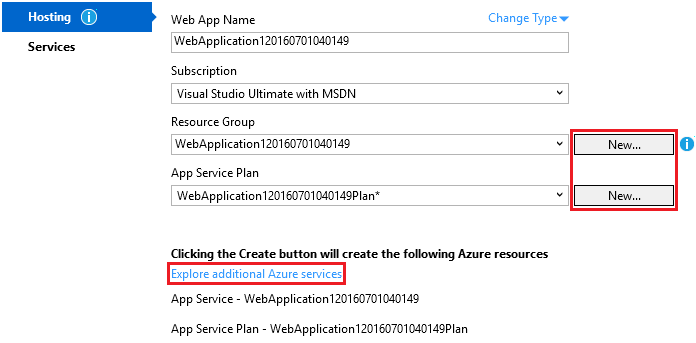 Hosting
Services
Web App Name
Change Type
WebApplication120160701040149
Subscription
Visual Studio Ultimate with MSDN
Resource Group
WebApplication120160701040149
New...
App Service Plan
WebApplication120160701040149Plan*
New...
Clicking the Create button will create the following Azure resources
Explore additional Azure services
App Service - WebApplication120160701040149
App Service Plan - WebApplication120160701040149Plan